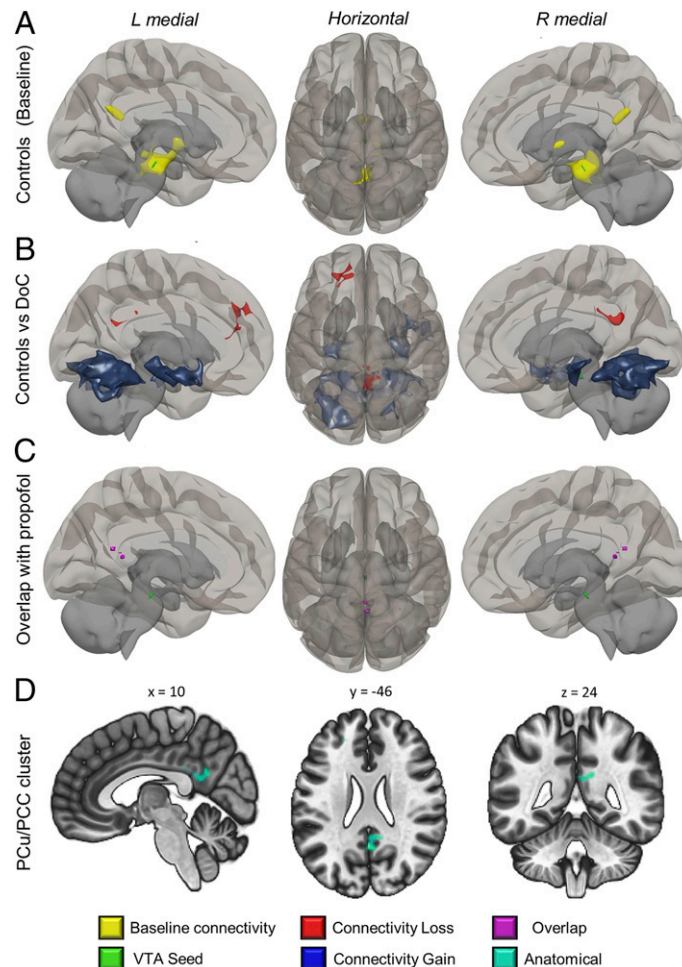 A
L medial
Horizontal
R medial
Controls (Baseline)
B
Controls vs DoC
C
Overlap with propofol
D
x = 10
y = -46
z = 24
PCu/PCC cluster
Baseline connectivity
Connectivity Loss
Overlap
VTA Seed
Connectivity Gain
Anatomical